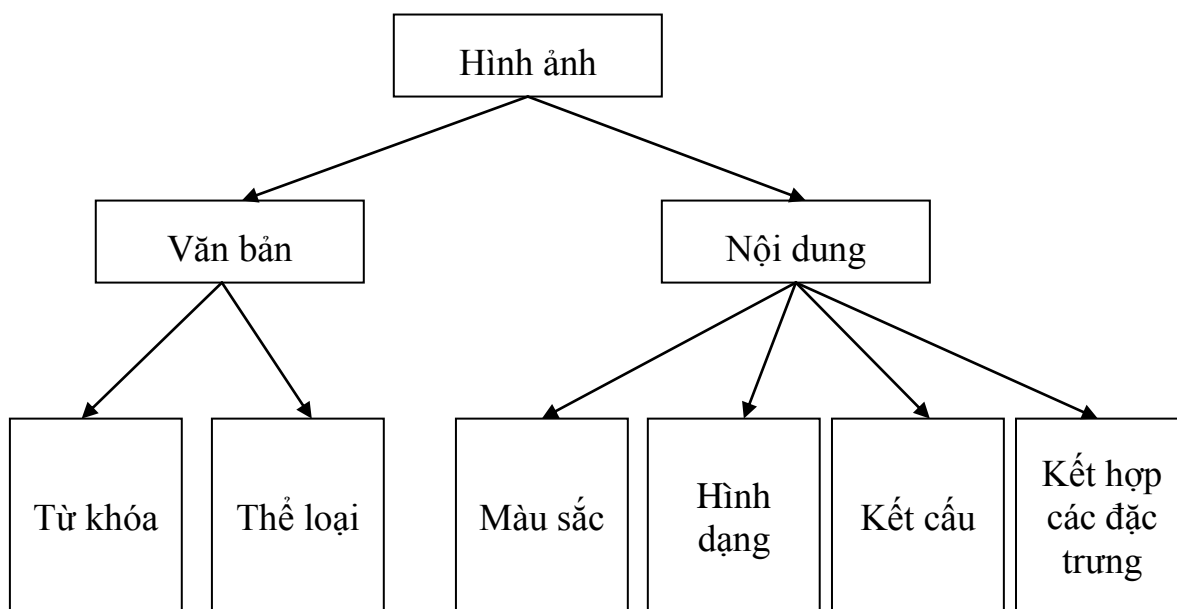 Hình ảnh
Văn bản
Nội dung
Từ khóa
Thể loại
Màu sắc
Hình
dạng
Kết cấu
Kết hợp
các đặc
trưng